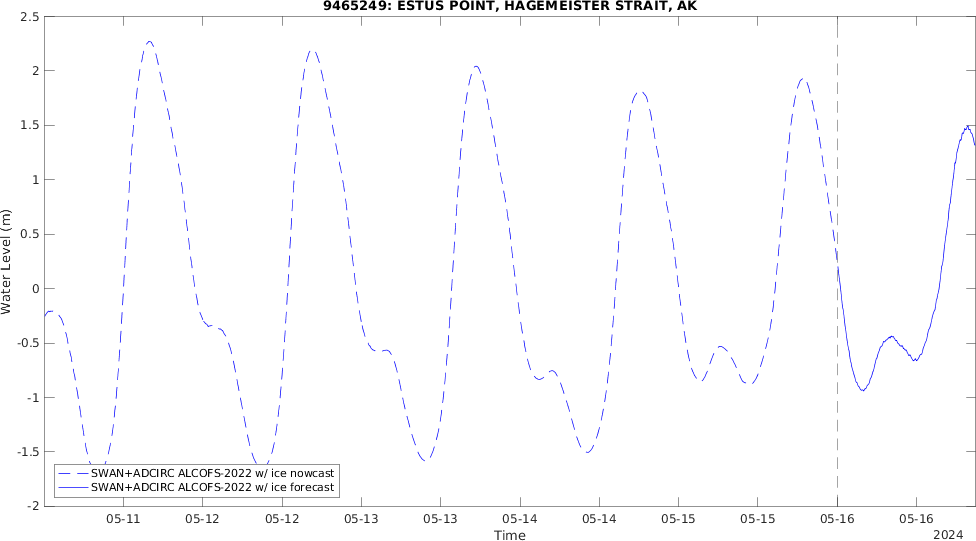 9465249: ESTUS POINT, HAGEMEISTER STRAIT, AK
2.5
2
1.5
1
0.5
0
-0.5
-1
-1.5
-2
Water Level (m)
SWAN+ADCIRC ALCOFS-2022 w/ ice nowcast
SWAN+ADCIRC ALCOFS-2022 w/ ice forecast
05-11 05-12 05-12 05-13 05-13 05-14 05-14 05-15 05-15 05-16 05-16
Time
2024